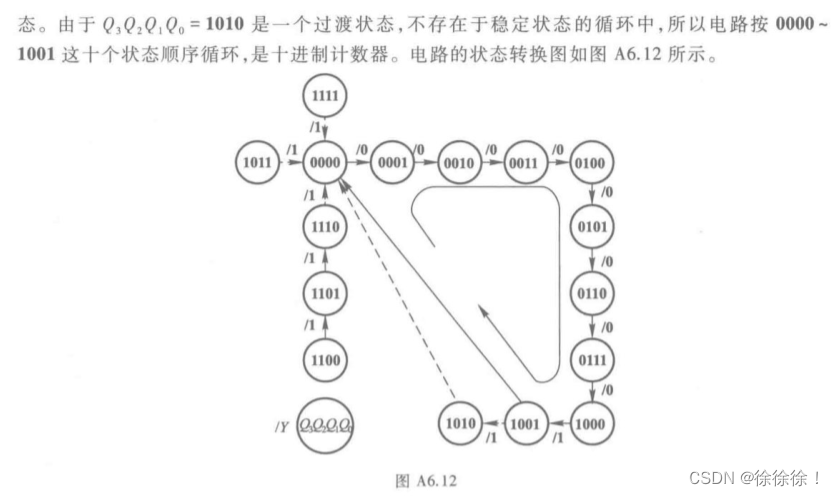 态。由于 Q₃Q₂Q₁Q₀ = 1010 是一个过渡状态,不存在于稳定状态的循环中,所以电路按 0000 ~
1001 这十个状态顺序循环,是十进制计数器。电路的状态转换图如图 A6.12 所示。
1111
/1
1011 /1 0000 /0 0001 /0 0010 /0 0011 /0 0100
/1 /0
1110 0101
/1 /0
1101 0110
/1 /0
1100 0111
/0
/Y Q₃Q₂Q₁Q₀ 1010 /1 1001 /1 1000
图 A6.12
CSDN @徐徐徐!